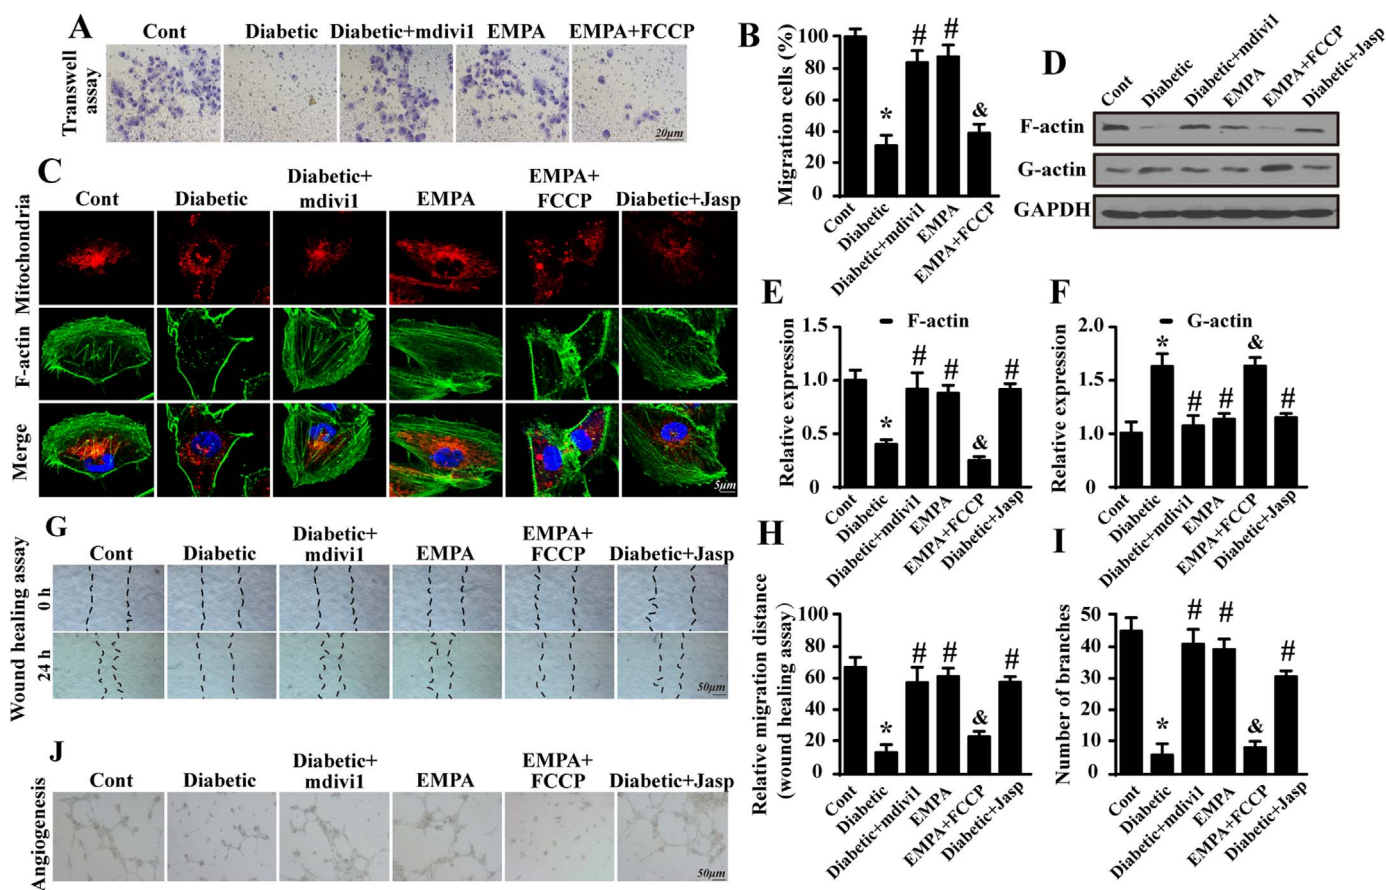 A
Cont Diabetic Diabetic+mdivi1 EMPA EMPA+FCCP
Transwell
assay
20μm
B
Migration cells (%)
100
80
60
40
20
0
*
#
#
&
Cont
Diabetic
Diabetic+mdivi1
EMPA
EMPA+FCCP
D
Cont
Diabetic
Diabetic+mdivi1
EMPA
EMPA+FCCP
Diabetic+Jasp
F-actin
G-actin
GAPDH
C
Cont
Diabetic
Diabetic+
mdivi1
EMPA
EMPA+
FCCP
Diabetic+Jasp
Mitochondria
F-actin
Merge
5μm
E
F-actin
Relative expression
1.5
1.0
0.5
0
*
#
#
&
#
Cont
Diabetic
Diabetic+mdivi1
EMPA
EMPA+FCCP
Diabetic+Jasp
F
G-actin
Relative expression
2.0
1.5
1.0
0
*
#
#
&
#
Cont
Diabetic
Diabetic+mdivi1
EMPA
EMPA+FCCP
Diabetic+Jasp
G
Cont
Diabetic
Diabetic+
mdivi1
EMPA
EMPA+
FCCP
Diabetic+Jasp
Wound healing assay
0 h
24 h
50μm
H
Relative migration distance
(wound healing assay)
100
80
60
40
20
0
*
#
#
&
#
Cont
Diabetic
Diabetic+mdivi1
EMPA
EMPA+FCCP
Diabetic+Jasp
I
Number of branches
50
40
30
20
10
0
*
#
#
&
#
Cont
Diabetic
Diabetic+mdivi1
EMPA
EMPA+FCCP
Diabetic+Jasp
J
Cont
Diabetic
Diabetic+
mdivi1
EMPA
EMPA+
FCCP
Diabetic+Jasp
Angiogenesis
50μm